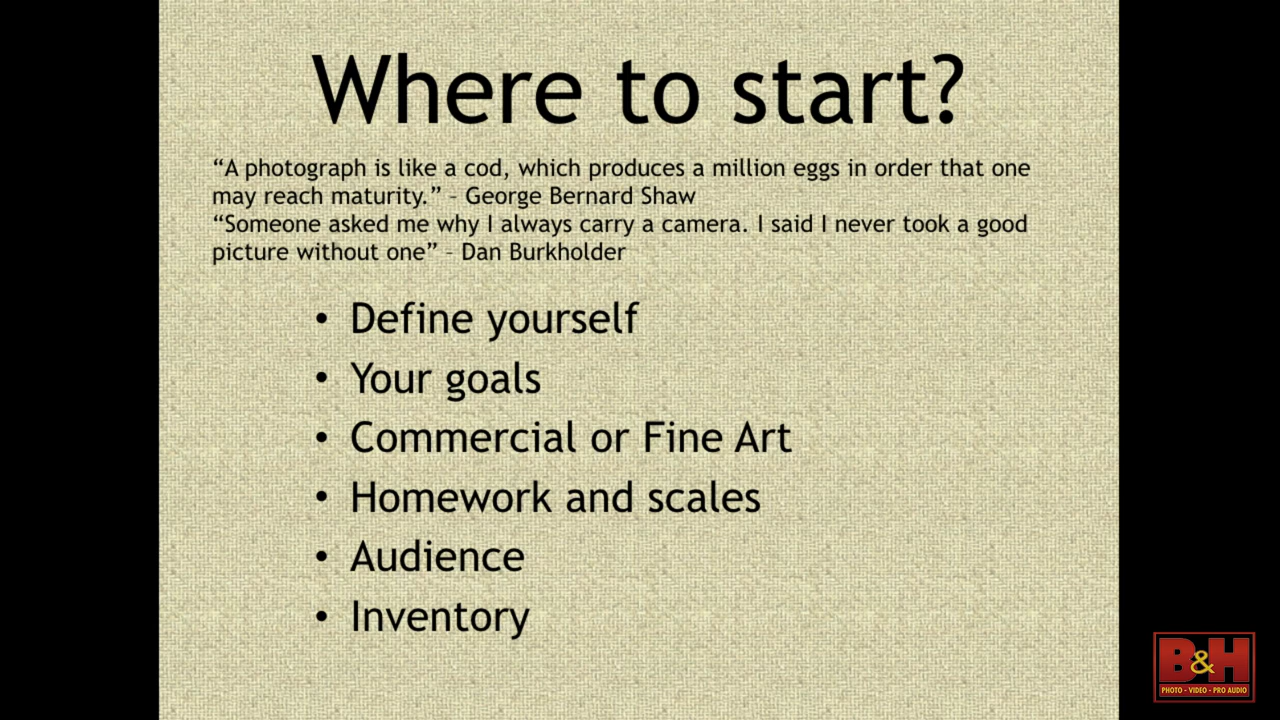 Where to start?
“A photograph is like a cod, which produces a million eggs in order that one
may reach maturity.” – George Bernard Shaw
“Someone asked me why I always carry a camera. I said I never took a good
picture without one” – Dan Burkholder
• Define yourself
• Your goals
• Commercial or Fine Art
• Homework and scales
• Audience
• Inventory
B&H
PHOTO - VIDEO - PRO AUDIO